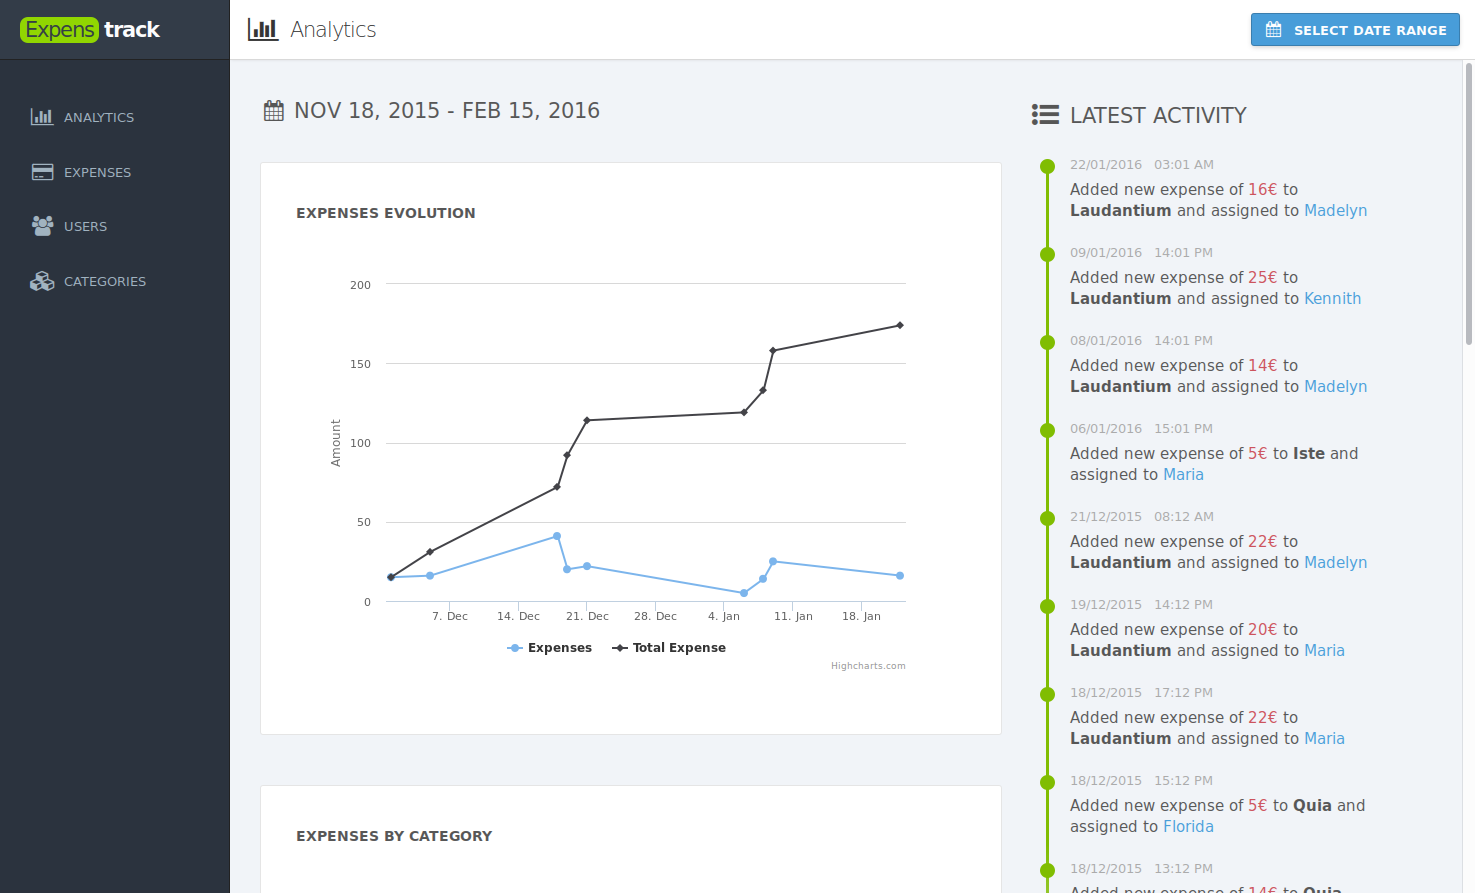 Expens track
Analytics
SELECT DATE RANGE
ANALYTICS
EXPENSES
USERS
CATEGORIES
NOV 18, 2015 - FEB 15, 2016
EXPENSES EVOLUTION
200
150
100
50
0
Amount
7. Dec 14. Dec 21. Dec 28. Dec 4. Jan 11. Jan 18. Jan
Expenses Total Expense
Highcharts.com
EXPENSES BY CATEGORY
LATEST ACTIVITY
22/01/2016 03:01 AM
Added new expense of 16€ to
Laudantium and assigned to Madelyn
09/01/2016 14:01 PM
Added new expense of 25€ to
Laudantium and assigned to Kennith
08/01/2016 14:01 PM
Added new expense of 14€ to
Laudantium and assigned to Madelyn
06/01/2016 15:01 PM
Added new expense of 5€ to Iste and
assigned to Maria
21/12/2015 08:12 AM
Added new expense of 22€ to
Laudantium and assigned to Madelyn
19/12/2015 14:12 PM
Added new expense of 20€ to
Laudantium and assigned to Maria
18/12/2015 17:12 PM
Added new expense of 22€ to
Laudantium and assigned to Maria
18/12/2015 15:12 PM
Added new expense of 5€ to Quia and
assigned to Florida
18/12/2015 13:12 PM
Added new expense of 14€ to Quia